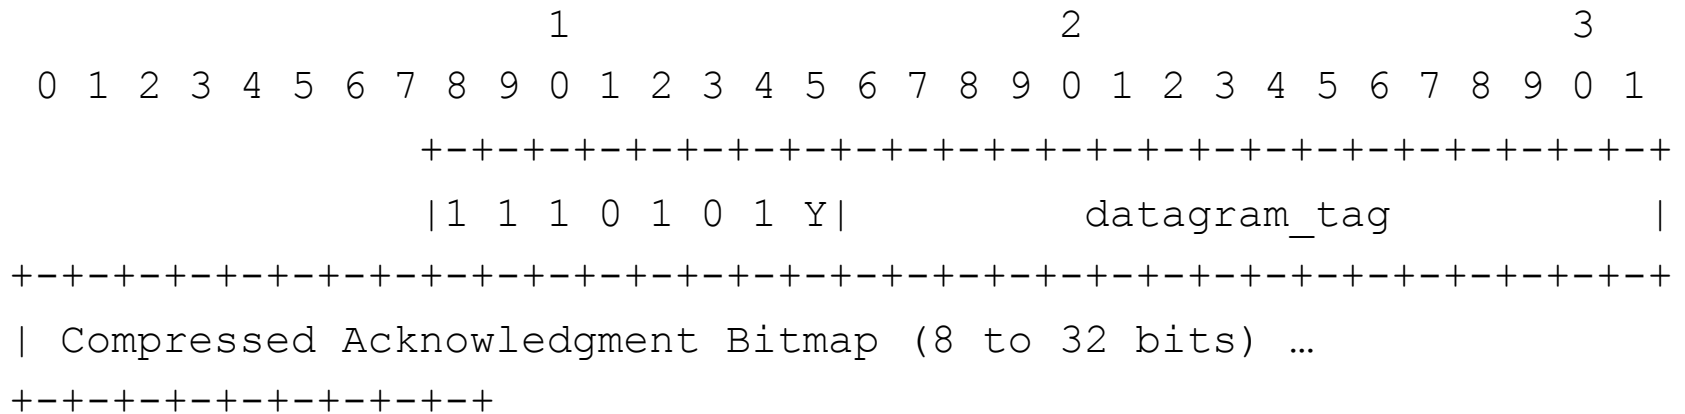 1                   2                   3
 0 1 2 3 4 5 6 7 8 9 0 1 2 3 4 5 6 7 8 9 0 1 2 3 4 5 6 7 8 9 0 1
                +-+-+-+-+-+-+-+-+-+-+-+-+-+-+-+-+-+-+-+-+-+-+-+-+
                |1 1 1 0 1 0 1 Y|         datagram_tag          |
+-+-+-+-+-+-+-+-+-+-+-+-+-+-+-+-+-+-+-+-+-+-+-+-+-+-+-+-+-+-+-+-+
| Compressed Acknowledgment Bitmap (8 to 32 bits) …
+-+-+-+-+-+-+-+-+-+